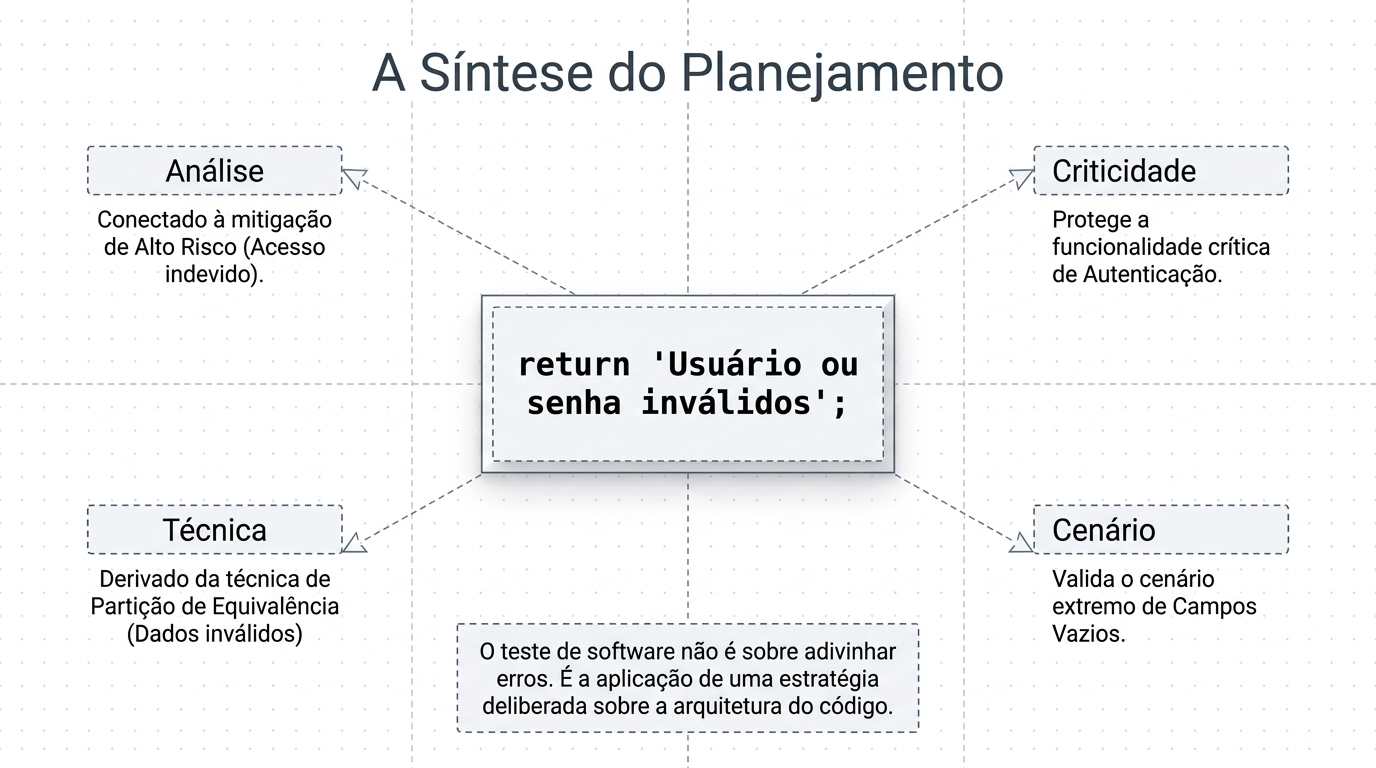 A Síntese do Planejamento
Análise
Conectado à mitigação
de Alto Risco (Acesso
indevido).
Criticidade
Protege a
funcionalidade crítica
de Autenticação.
return 'Usuário ou
senha inválidos';
Técnica
Derivado da técnica de
Partição de Equivalência
(Dados inválidos)
Cenário
Valida o cenário
extremo de Campos
Vazios.
O teste de software não é sobre adivinhar
erros. É a aplicação de uma estratégia
deliberada sobre a arquitetura do código.